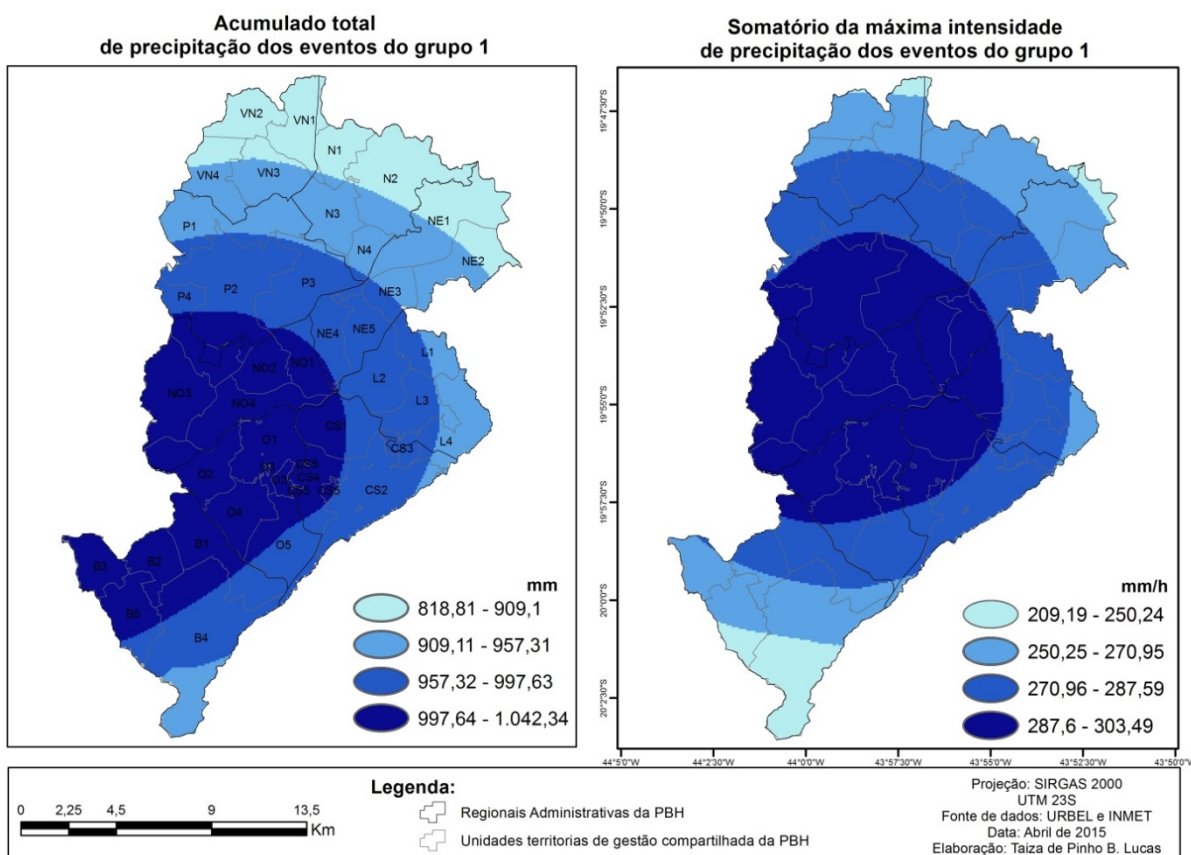 Acumulado total
de precipitação dos eventos do grupo 1
VN2
VN1
N1
N2
VN4
VN3
N3
NE1
P1
N4
NE2
P4
P2
P3
NE3
NE4
NE5
L1
NO2
NO1
L2
NO3
NO4
L3
CS1
O1
CS3
L4
O2
CS4
O3
CS2
O4
B1
O5
B3
B2
B5
B4
mm
818,81 - 909,1
909,11 - 957,31
957,32 - 997,63
997,64 - 1.042,34
Somatório da máxima intensidade
de precipitação dos eventos do grupo 1
19°47'30"S
19°50'0"S
19°52'30"S
19°55'0"S
19°57'30"S
20°0'0"S
20°2'30"S
mm/h
209,19 - 250,24
250,25 - 270,95
270,96 - 287,59
287,6 - 303,49
44°5'0"W 44°2'30"W 44°0'0"W 43°57'30"W 43°55'0"W 43°52'30"W 43°50'0"W
0 2,25 4,5 9 13,5
Km
Legenda:
Regionais Administrativas da PBH
Unidades territorias de gestão compartilhada da PBH
Projeção: SIRGAS 2000
UTM 23S
Fonte de dados: URBEL e INMET
Data: Abril de 2015
Elaboração: Taiza de Pinho B. Lucas